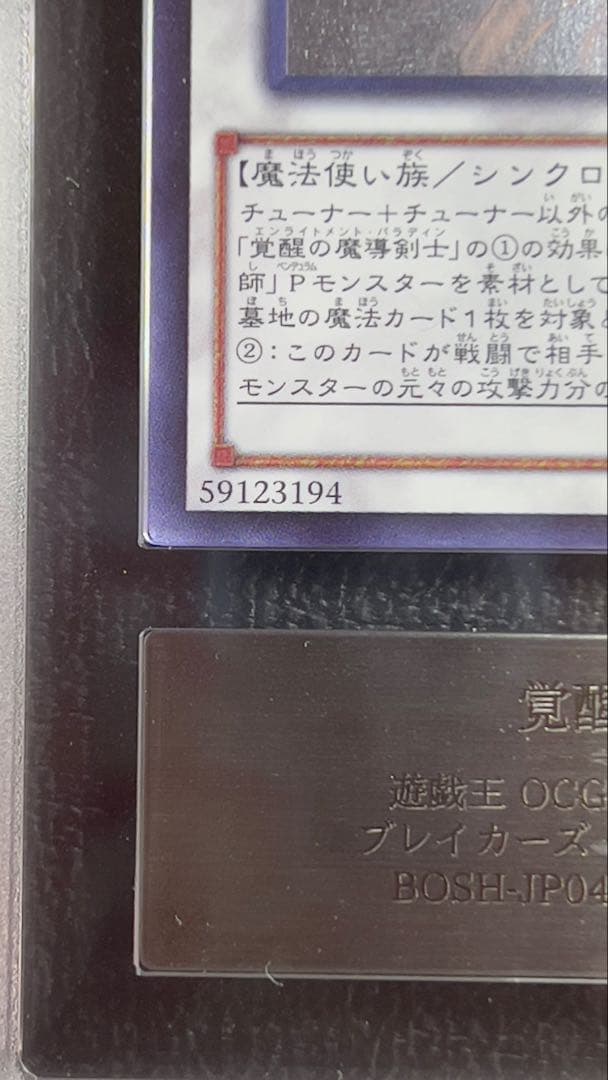 【魔法使い族／シンクロ
チューナー＋チューナー以外の
「覚醒の魔導剣士」の①の効果
師」Pモンスターを素材として
墓地の魔法カード1枚を対象と
②：このカードが戦闘で相手
モンスターの元々の攻撃力分の
59123194
覚醒
遊戯王 OCG
ブレイカーズ
BOSH-JP04